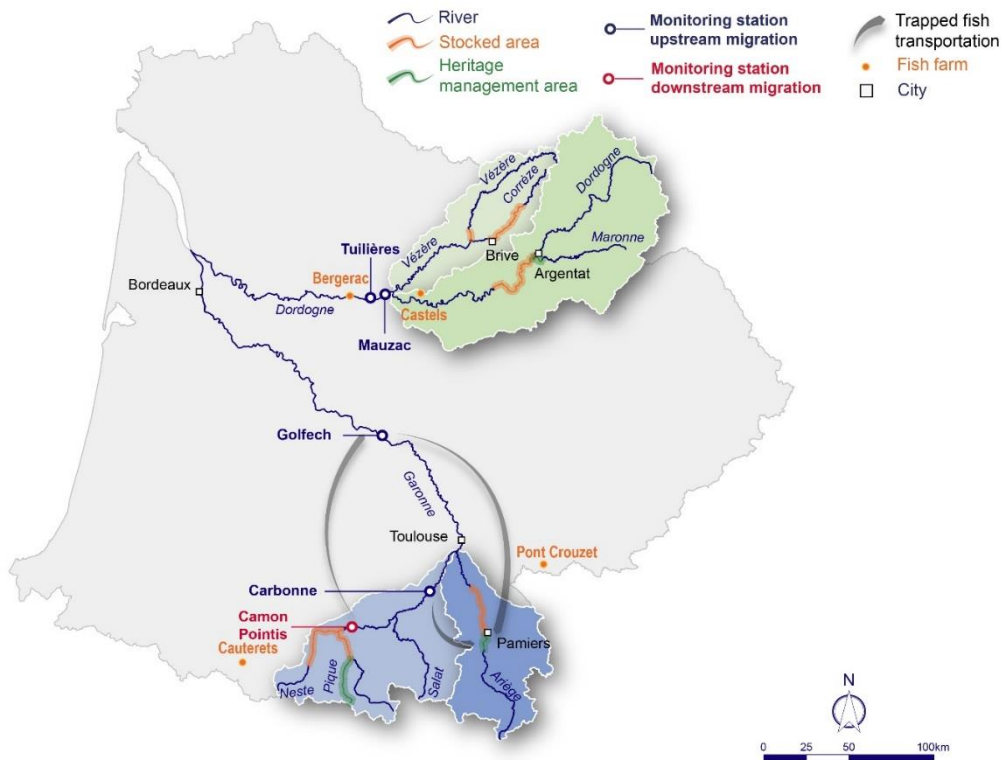 River
Stocked area
Heritage
management area
Monitoring station
upstream migration
Monitoring station
downstream migration
Trapped fish
transportation
Fish farm
City
Vézère
Corrèze
Dordogne
Maronne
Vézère
Brive
Argentat
Tuilières
Bergerac
Bordeaux
Dordogne
Castels
Mauzac
Golfech
Garonne
Toulouse
Pont Crouzet
Carbonne
Camon
Pointis
Cauterets
Pamiers
Neste
Pique
Salat
Ariège
N
0 25 50 100km